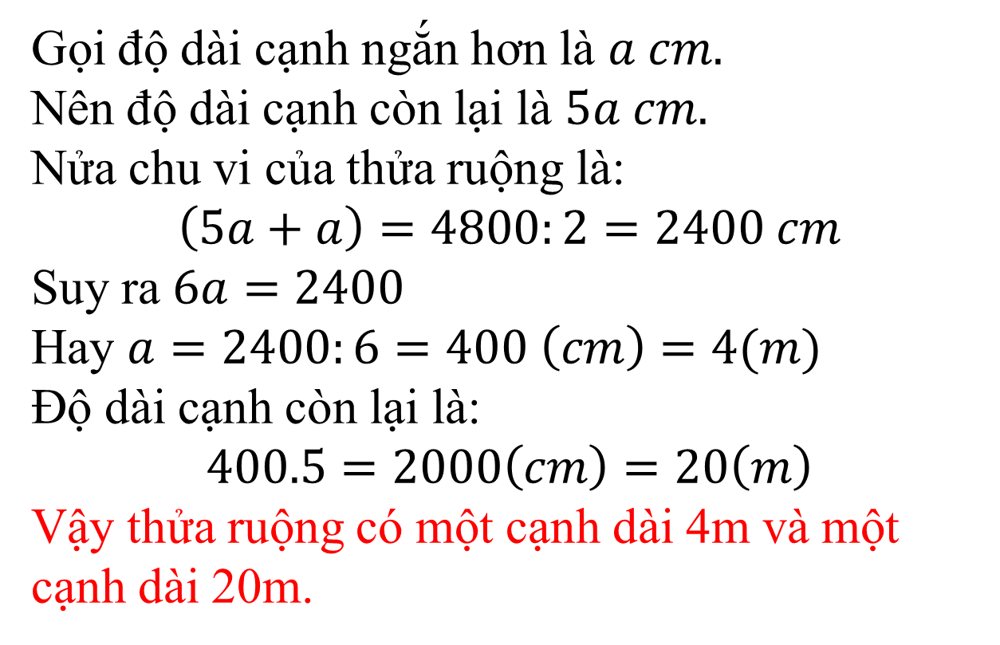 Gọi độ dài cạnh ngắn hơn là a cm.
Nên độ dài cạnh còn lại là 5a cm.
Nửa chu vi của thửa ruộng là:
(5a + a) = 4800: 2 = 2400 cm
Suy ra 6a = 2400
Hay a = 2400: 6 = 400 (cm) = 4(m)
Độ dài cạnh còn lại là:
400.5 = 2000(cm) = 20(m)
Vậy thửa ruộng có một cạnh dài 4m và một
cạnh dài 20m.